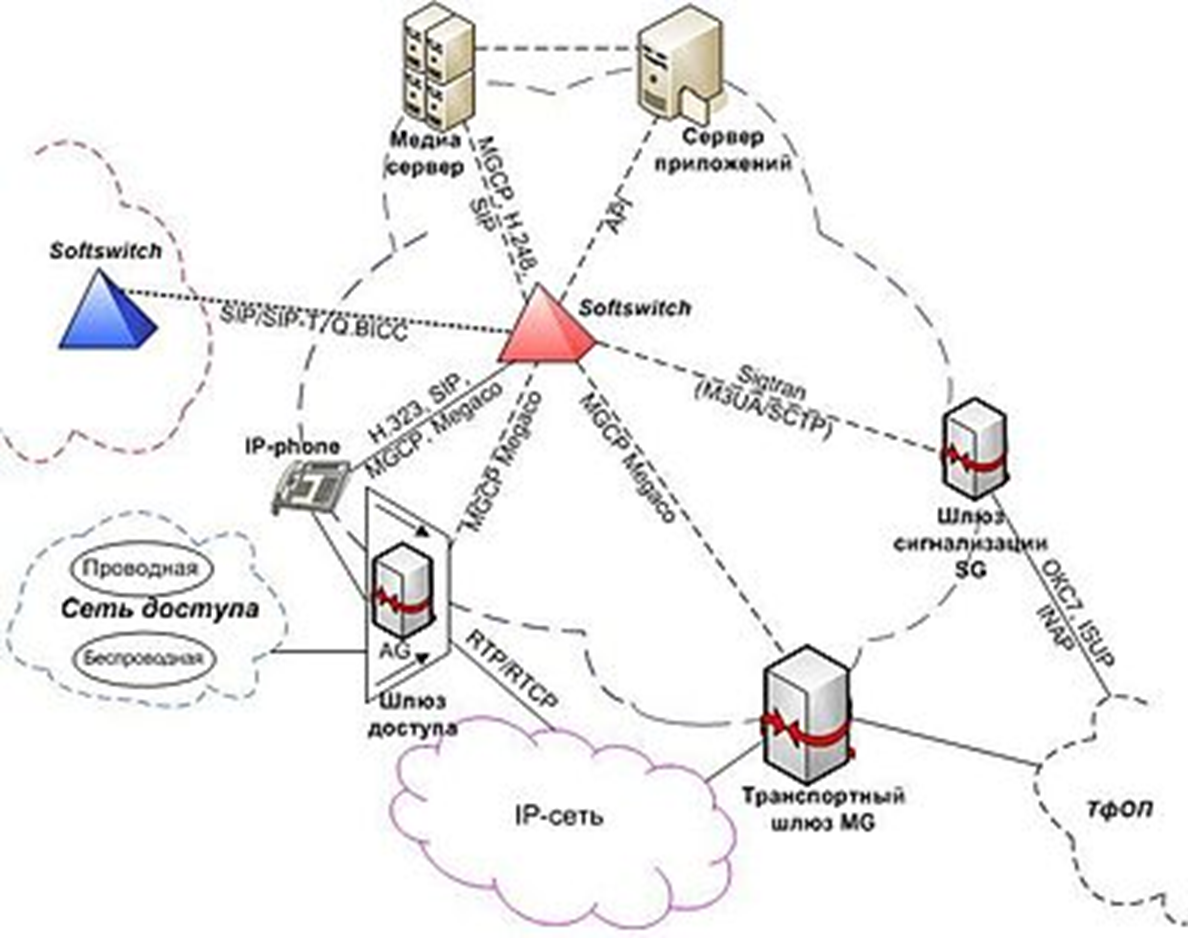 Медиа
сервер
Сервер
приложений
MGCP, H.248,
SIP
API
Softswitch
Softswitch
SIP/SIP-T/Q.BICC
Sigtran
(M3UA/SCTP)
H.323, SIP,
MGCP, Megaco
MGCP Megaco
MGCP Megaco
IP-phone
Шлюз
сигнализации
SG
Проводная
Сеть доступа
Беспроводная
AG
Шлюз
доступа
RTP/RTCP
ОКС7, ISUP
INAP
IP-сеть
Транспортный
шлюз MG
ТфОП